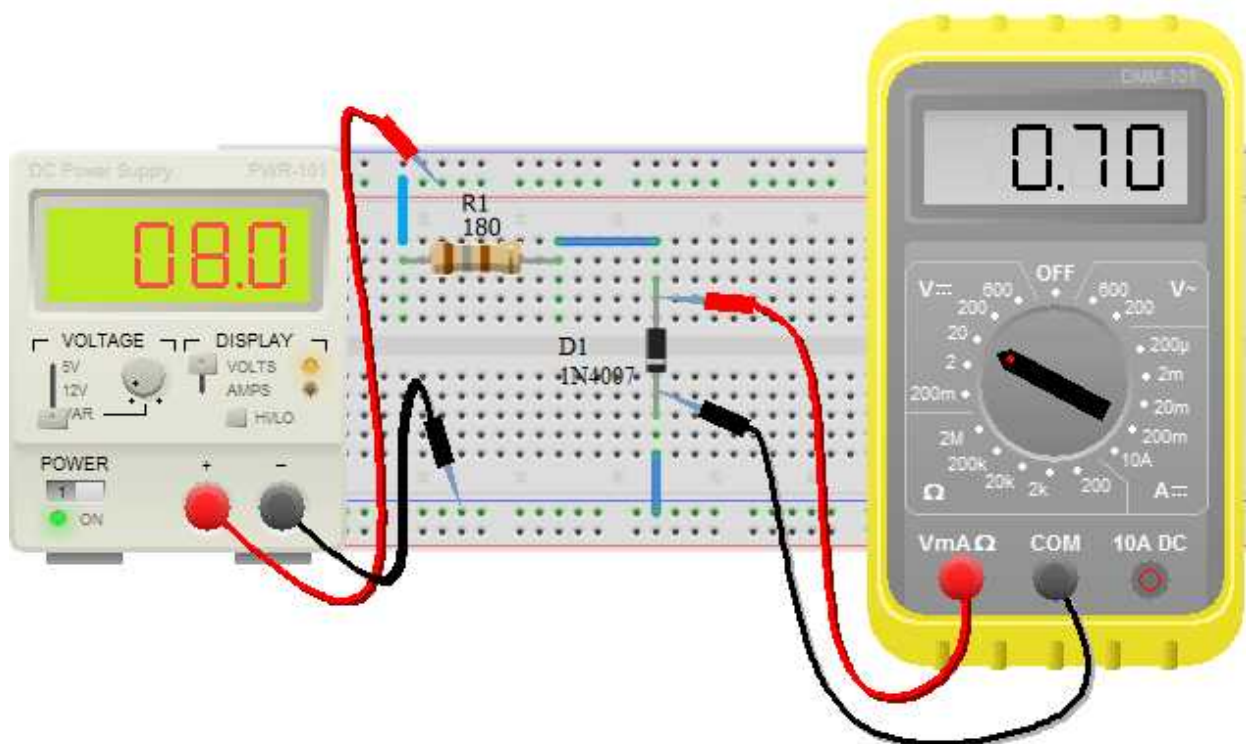 DC Power Supply PWR-101
08.0
VOLTAGE
5V
12V
VAR
DISPLAY
VOLTS
AMPS
HI/LO
POWER
1
ON
+ −
R1
180
D1
1N4007
DMM-101
0.70
OFF
V⎓
600
200
20
2
200m
V~
600
200
200µ
2m
20m
200m
10A
A⎓
2M
200k
20k
2k
200
Ω
VmAΩ COM 10A DC